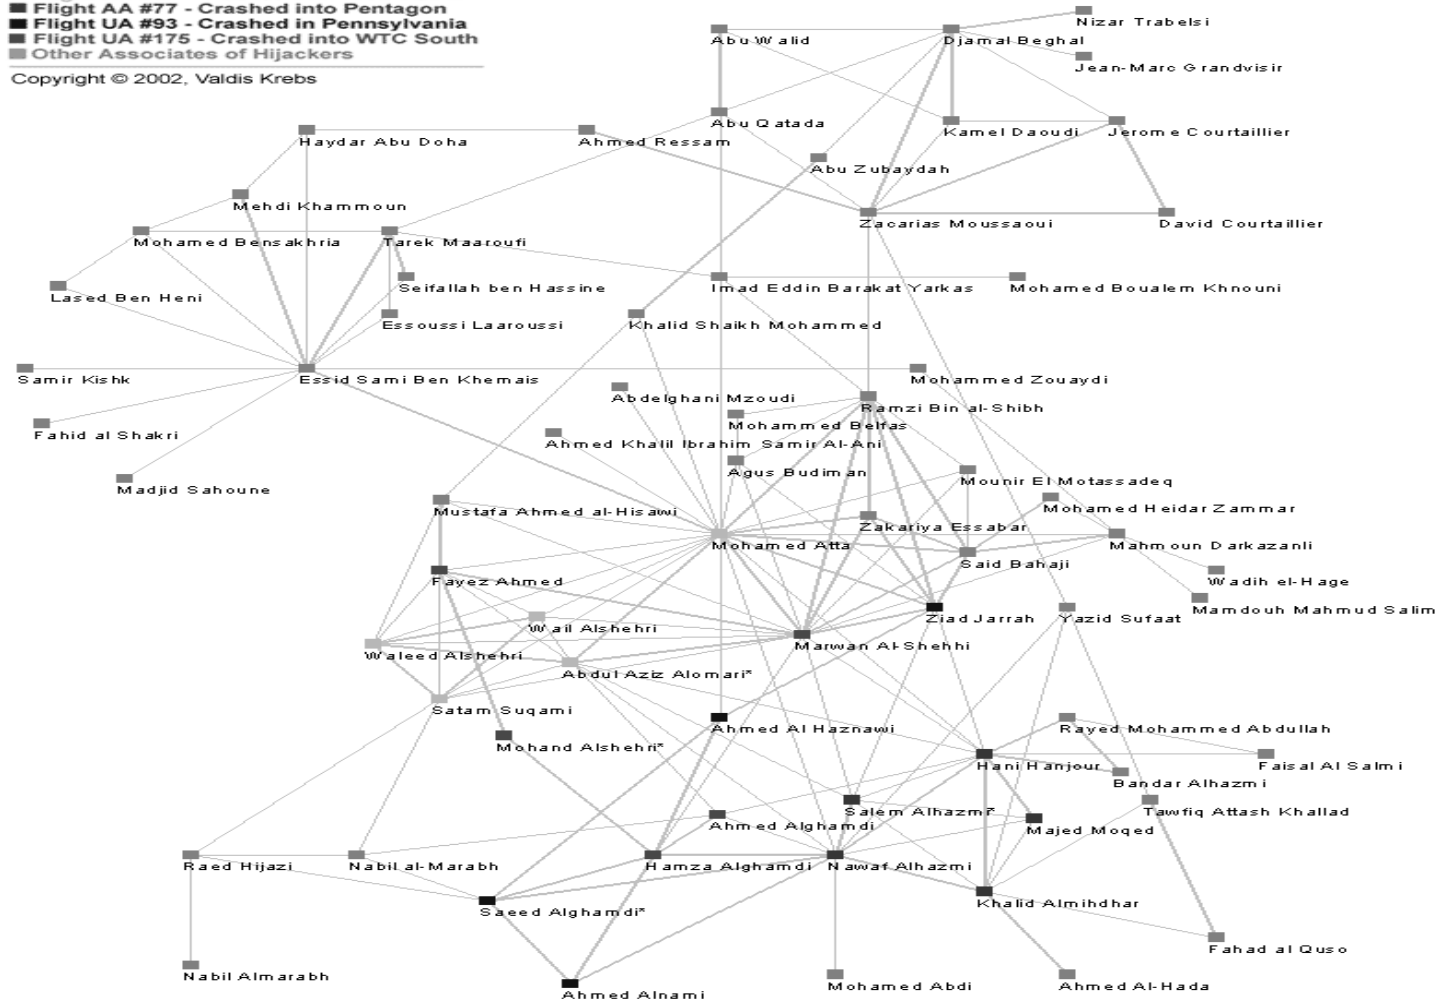 Flight AA #77 - Crashed into Pentagon
Flight UA #93 - Crashed in Pennsylvania
Flight UA #175 - Crashed into WTC South
Other Associates of Hijackers
Copyright © 2002, Valdis Krebs
Nizar Trabelsi
Abu Walid
Djamal Beghal
Jean-Marc Grandvisir
Abu Qatada
Kamel Daoudi
Jerome Courtaillier
Haydar Abu Doha
Ahmed Ressam
Abu Zubaydah
Mehdi Khammoun
Zacarias Moussaoui
David Courtaillier
Mohamed Bensakhria
Tarek Maaroufi
Lased Ben Heni
Seifallah ben Hassine
Imad Eddin Barakat Yarkas
Mohamed Boualem Khnouni
Essoussi Laaroussi
Khalid Shaikh Mohammed
Samir Kishk
Essid Sami Ben Khemais
Mohammed Zouaydi
Abdelghani Mzoudi
Ramzi Bin al-Shibh
Mohammed Belfas
Fahid al Shakri
Ahmed Khalil Ibrahim Samir Al-Ani
Agus Budiman
Mounir El Motassadeq
Madjid Sahoune
Mustafa Ahmed al-Hisawi
Mohamed Heidar Zammar
Zakariya Essabar
Mohamed Atta
Mahmoun Darkazanli
Said Bahaji
Fayez Ahmed
Wadih el-Hage
Mamdouh Mahmud Salim
Wail Alshehri
Ziad Jarrah
Yazid Sufaat
Marwan Al-Shehhi
Waleed Alshehri
Abdul Aziz Alomari*
Satam Suqami
Ahmed Al Haznawi
Rayed Mohammed Abdullah
Mohand Alshehri*
Hani Hanjour
Faisal Al Salmi
Bandar Alhazmi
Salem Alhazmi*
Tawfiq Attash Khallad
Ahmed Alghamdi
Majed Moqed
Raed Hijazi
Nabil al-Marabh
Hamza Alghamdi
Nawaf Alhazmi
Khalid Almihdhar
Saeed Alghamdi*
Fahad al Quso
Nabil Almarabh
Mohamed Abdi
Ahmed Al-Hada
Ahmed Alnami